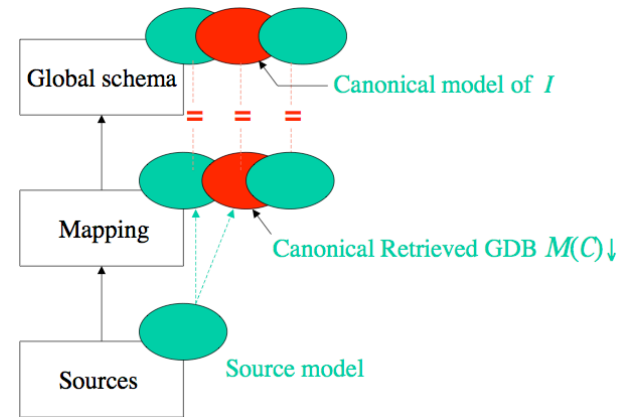 Global schema
Canonical model of I
= = =
Mapping
Canonical Retrieved GDB M(C)↓
Source model
Sources